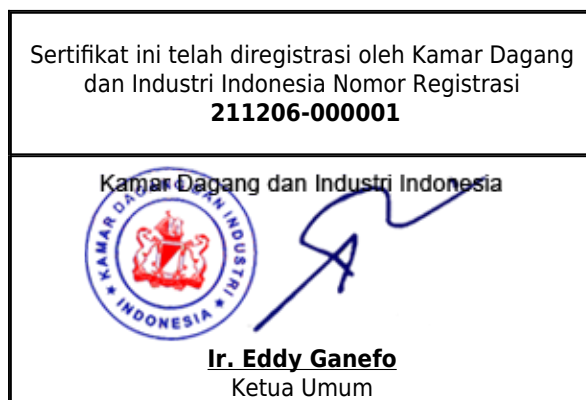 Sertifikat ini telah diregistrasi oleh Kamar Dagang
dan Industri Indonesia Nomor Registrasi
211206-000001
Kamar Dagang dan Industri Indonesia
KAMAR DAGANG DAN INDUSTRI
INDONESIA
Ir. Eddy Ganefo
Ketua Umum